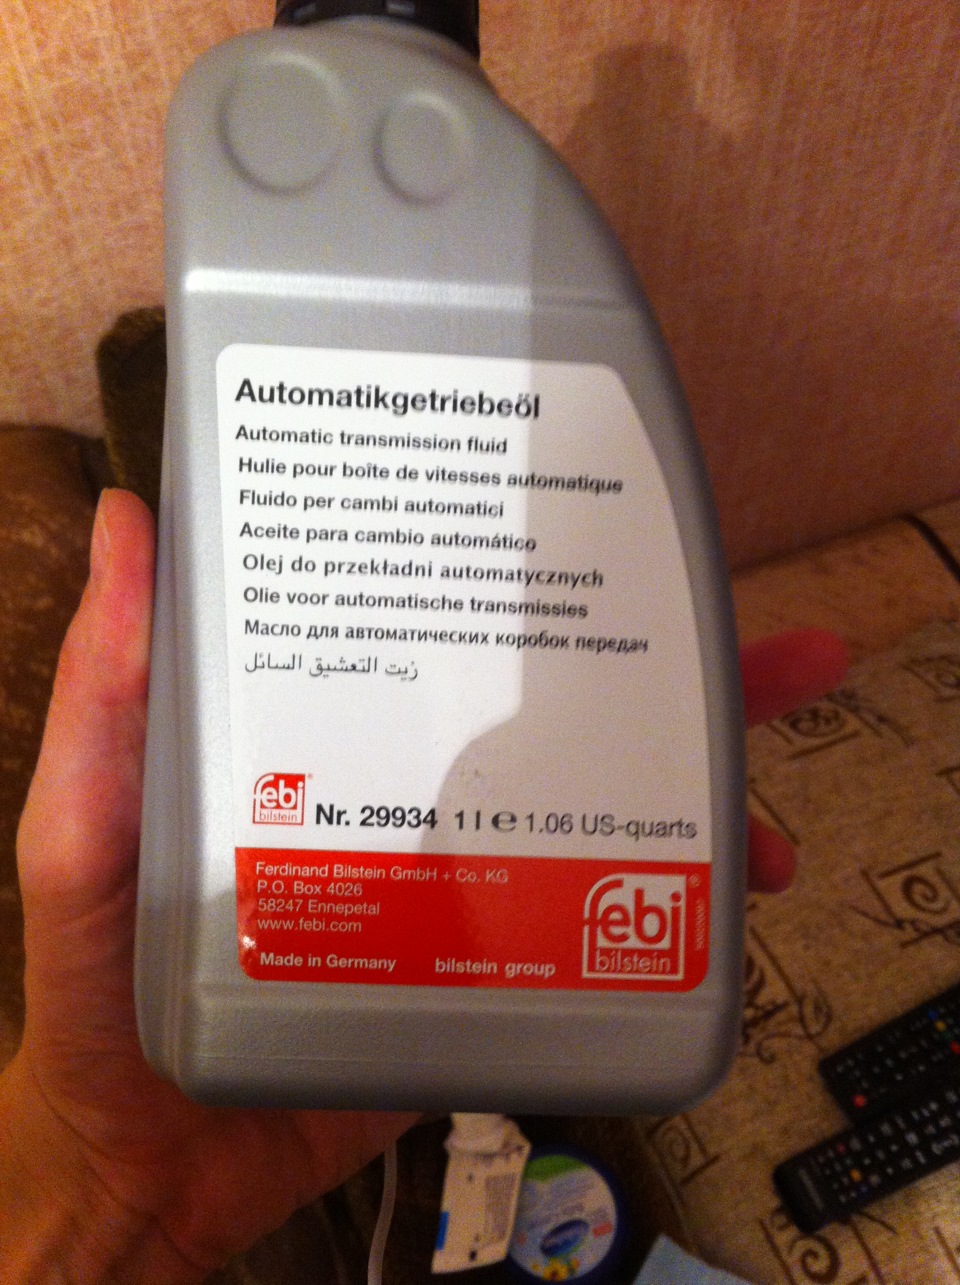 Automatikgetriebeöl
Automatic transmission fluid
Hulie pour boîte de vitesses automatique
Fluido per cambi automatici
Aceite para cambio automático
Olej do przekładni automatycznych
Olie voor automatische transmissies
Масло для автоматических коробок передач
زيت التعشيق السائل
febi® bilstein Nr. 29934 1 l ℮ 1.06 US-quarts
Ferdinand Bilstein GmbH + Co. KG
P.O. Box 4026
58247 Ennepetal
www.febi.com
Made in Germany bilstein group
febi®
bilstein